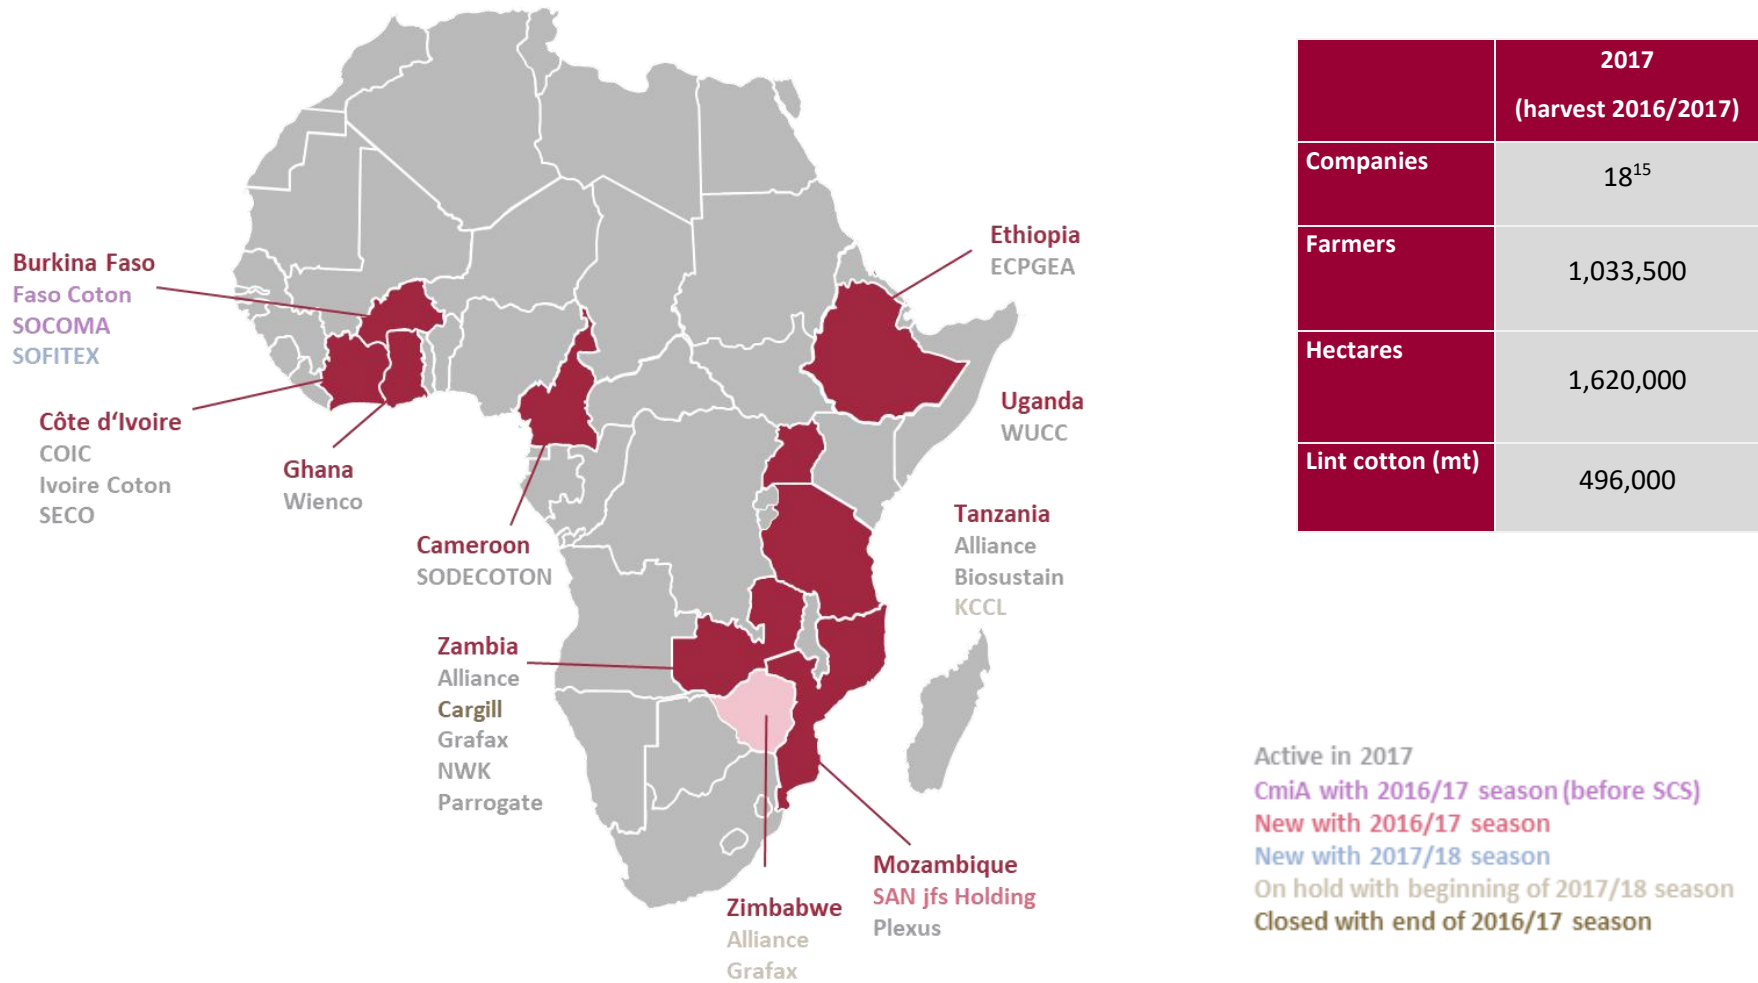 2017
(harvest 2016/2017)
Companies 18¹⁵
Farmers 1,033,500
Hectares 1,620,000
Lint cotton (mt) 496,000
Burkina Faso
Faso Coton
SOCOMA
SOFITEX
Côte d‘Ivoire
COIC
Ivoire Coton
SECO
Ghana
Wienco
Cameroon
SODECOTON
Ethiopia
ECPGEA
Uganda
WUCC
Tanzania
Alliance
Biosustain
KCCL
Zambia
Alliance
Cargill
Grafax
NWK
Parrogate
Zimbabwe
Alliance
Grafax
Mozambique
SAN jfs Holding
Plexus
Active in 2017
CmiA with 2016/17 season (before SCS)
New with 2016/17 season
New with 2017/18 season
On hold with beginning of 2017/18 season
Closed with end of 2016/17 season